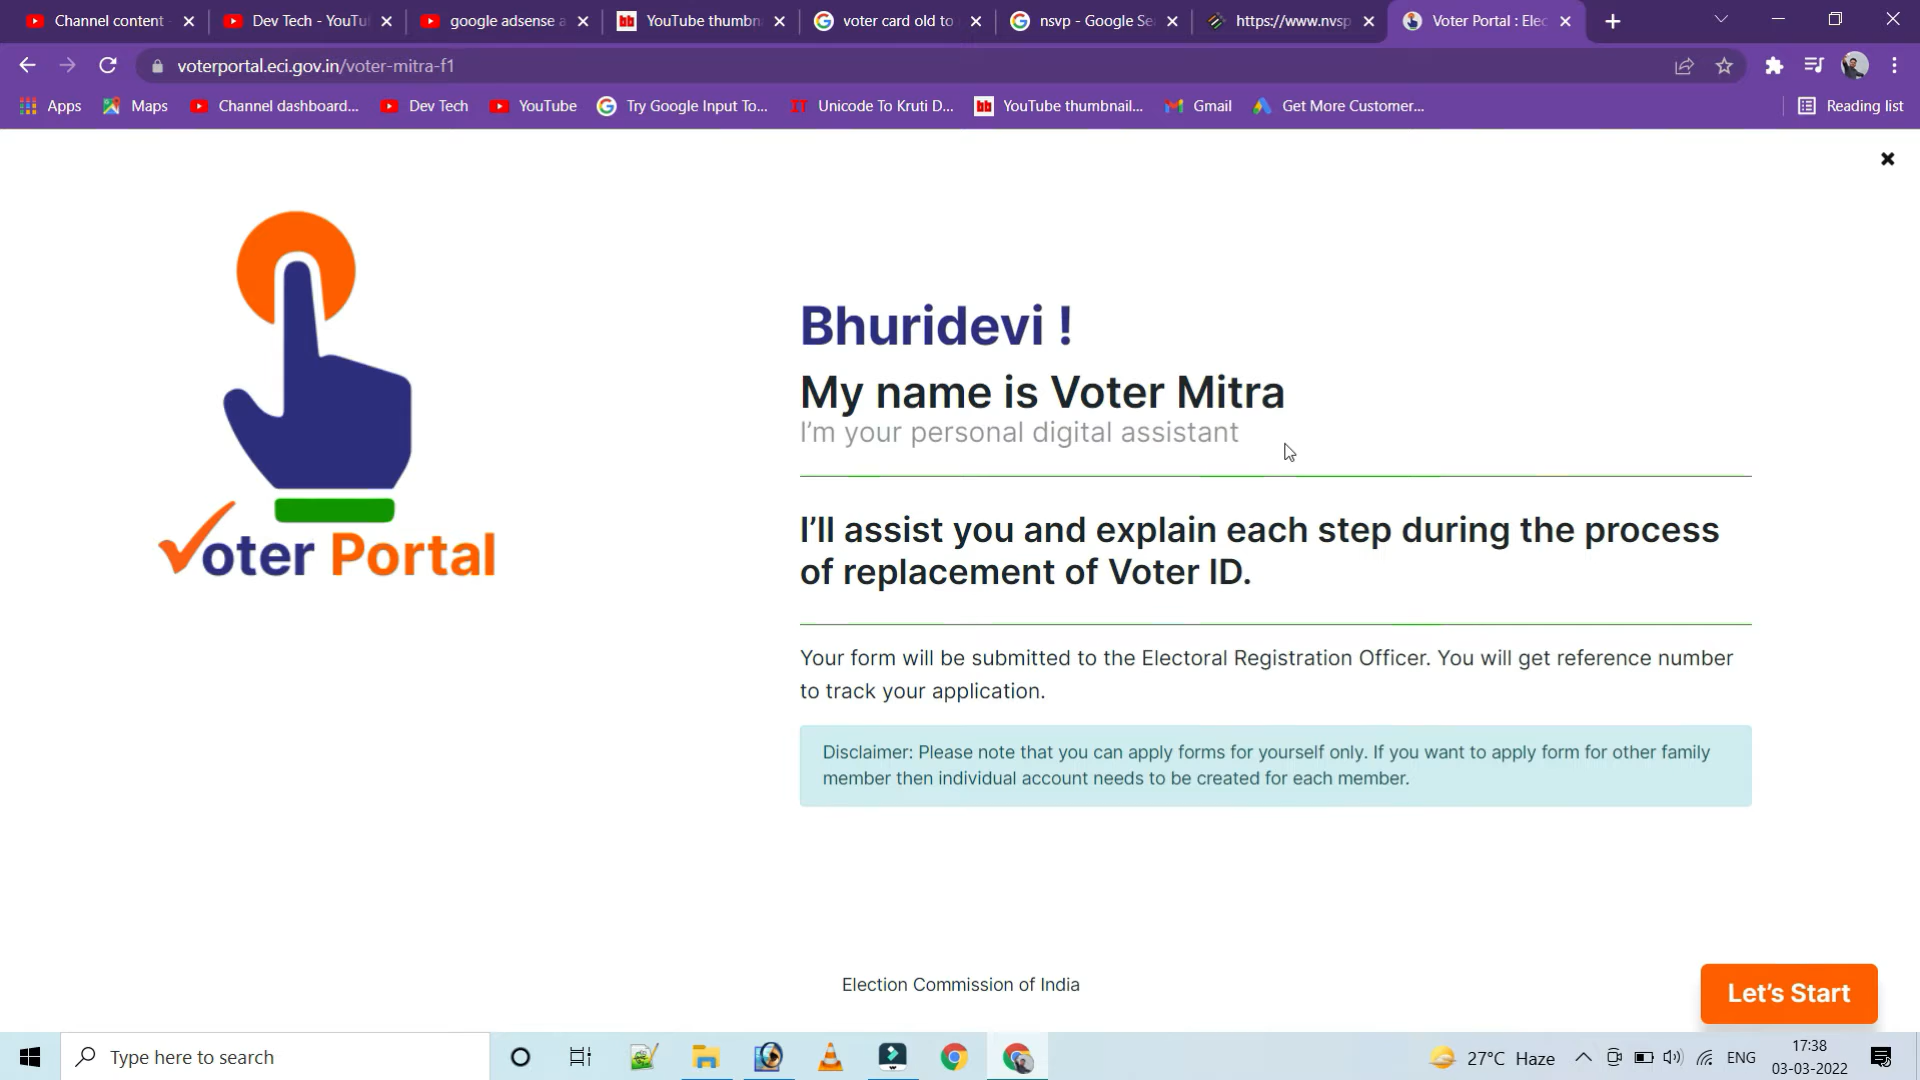 Channel content -
Dev Tech - YouTu
google adsense a
YouTube thumbn
voter card old to
nsvp - Google Se
https://www.nvsp
Voter Portal : Elec
voterportal.eci.gov.in/voter-mitra-f1
Apps
Maps
Channel dashboard...
Dev Tech
YouTube
Try Google Input To...
IT Unicode To Kruti D...
bb YouTube thumbnail...
Gmail
Get More Customer...
Reading list
Bhuridevi !
My name is Voter Mitra
I'm your personal digital assistant
I'll assist you and explain each step during the process
of replacement of Voter ID.
Voter Portal
Your form will be submitted to the Electoral Registration Officer. You will get reference number
to track your application.
Disclaimer: Please note that you can apply forms for yourself only. If you want to apply form for other family
member then individual account needs to be created for each member.
Election Commission of India
Let's Start
Type here to search
27°C Haze
ENG
17:38
03-03-2022